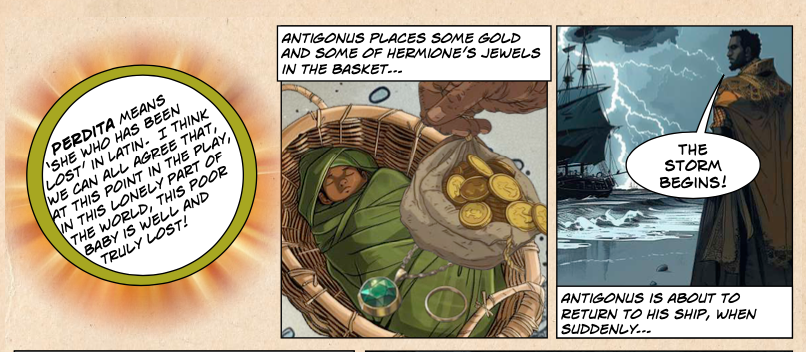 PERDITA MEANS
'SHE WHO HAS BEEN
LOST' IN LATIN. I THINK
WE CAN ALL AGREE THAT,
AT THIS POINT IN THE PLAY,
IN THIS LONELY PART OF
THE WORLD, THIS POOR
BABY IS WELL AND
TRULY LOST!
ANTIGONUS PLACES SOME GOLD
AND SOME OF HERMIONE'S JEWELS
IN THE BASKET...
THE
STORM
BEGINS!
ANTIGONUS IS ABOUT TO
RETURN TO HIS SHIP, WHEN
SUDDENLY...